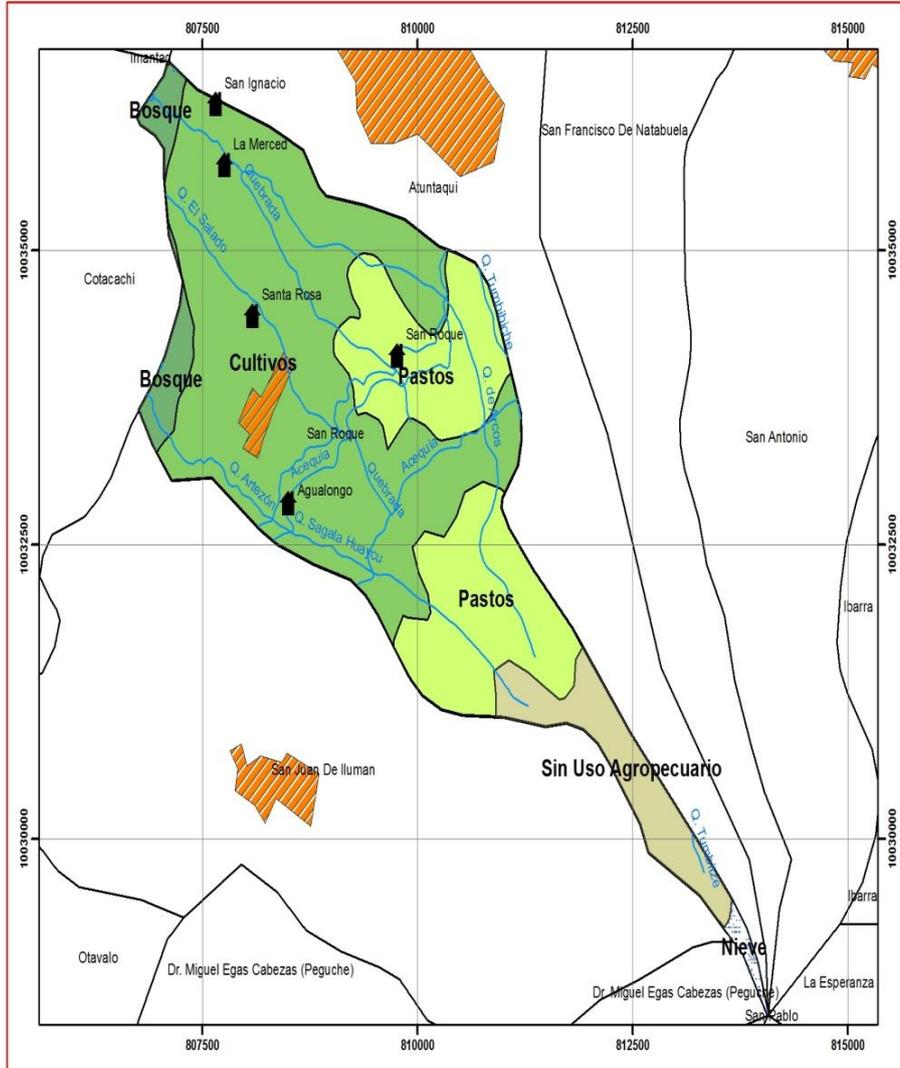 807500
810000
812500
815000
Imantag
San Ignacio
Bosque
La Merced
San Francisco De Natabuela
Quebrada
Atuntaqui
Q. El Salado
10035000
10035000
Q. Tumbibiche
Cotacachi
Santa Rosa
San Roque
Cultivos
Pastos
Bosque
Q. de Arcos
San Roque
San Antonio
Acequia
Acequia
Quebrada
Q. Artezón
Agualongo
Q. Sagala Huaycu
10032500
10032500
Pastos
Ibarra
Sin Uso Agropecuario
San Juan De Iluman
Q. Tumbilze
10030000
10030000
Ibarra
Nieve
Otavalo
Dr. Miguel Egas Cabezas (Peguche)
La Esperanza
Dr. Miguel Egas Cabezas (Peguche)
San Pablo
807500
810000
812500
815000